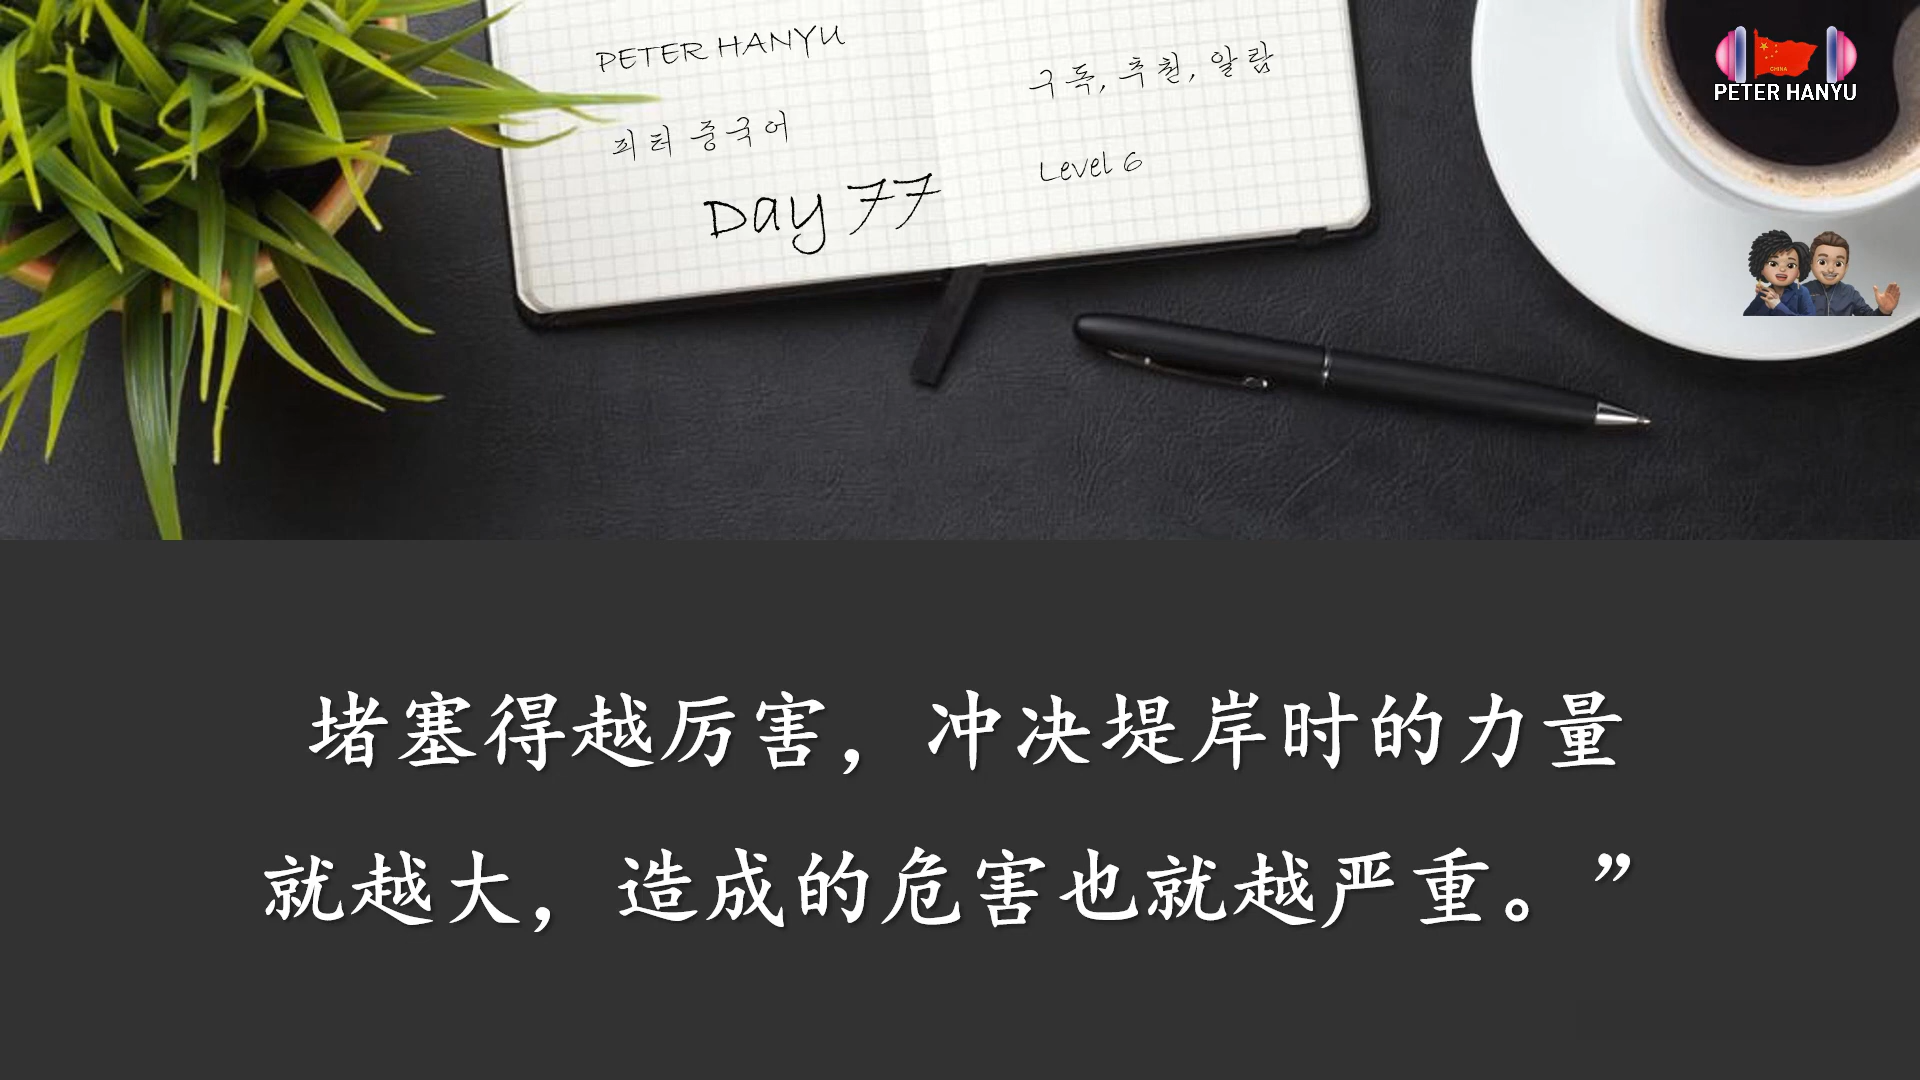 PETER HANYU
피터 중국어
Day 77
구독, 추천, 알람
Level 6
CHINA
PETER HANYU
堵塞得越厉害，冲决堤岸时的力量
就越大，造成的危害也就越严重。”